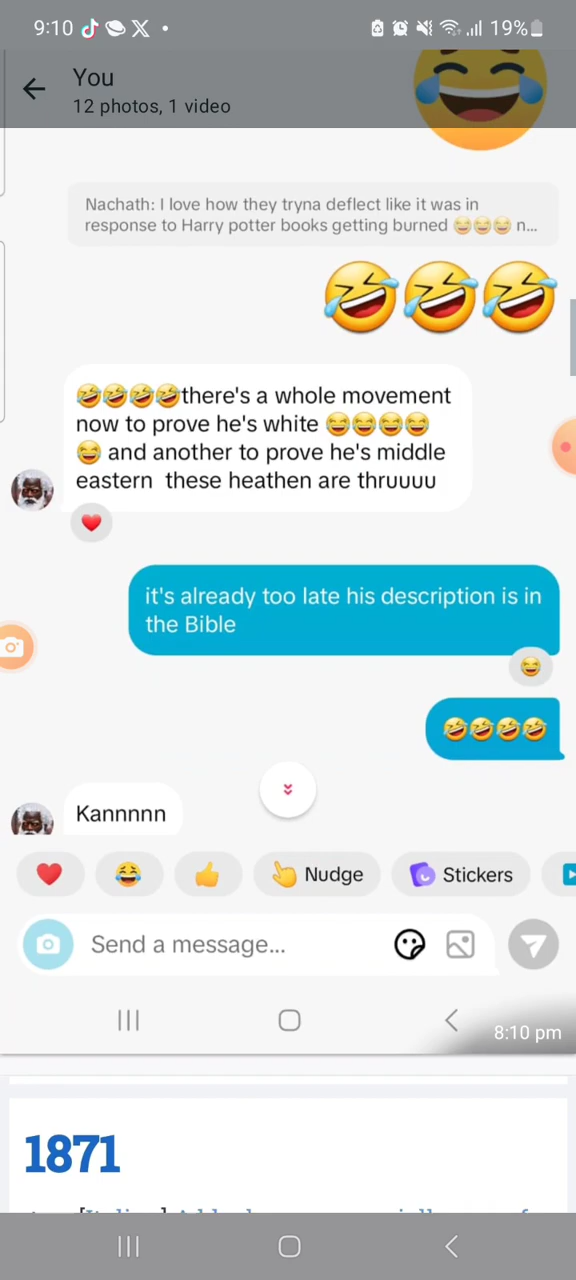 9:10
19%
You
12 photos, 1 video
Nachath: I love how they tryna deflect like it was in
response to Harry potter books getting burned 😂😂😂 n...
🤣🤣🤣
🤣🤣🤣🤣there's a whole movement
now to prove he's white 😂😂😂😂
😂 and another to prove he's middle
eastern these heathen are thruuuu
it's already too late his description is in
the Bible
🤣🤣🤣🤣
Kannnnn
Nudge
Stickers
Send a message...
8:10 pm
1871